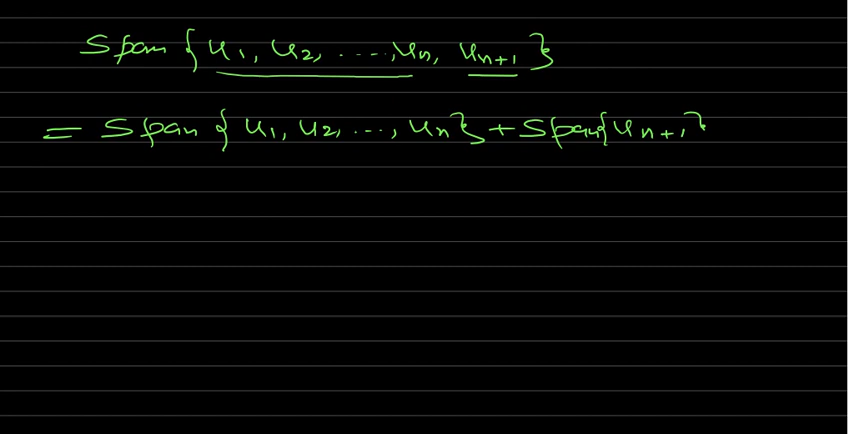 Span { u1, u2, ...., un, un+1 }
= Span { u1, u2, ..., un } + Span{un+1}